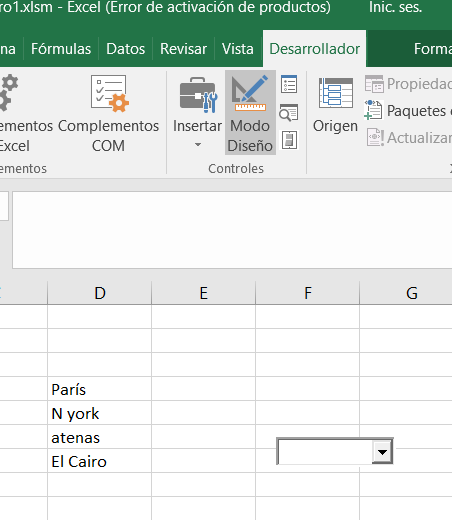 ro1.xlsm - Excel (Error de activación de productos) Inic. ses.
na Fórmulas Datos Revisar Vista Desarrollador Forma
ementos Complementos Insertar Modo Origen Propiedad
Excel COM Diseño Paquetes
Actualizar
ementos Controles
D E F G
París
N york
atenas
El Cairo